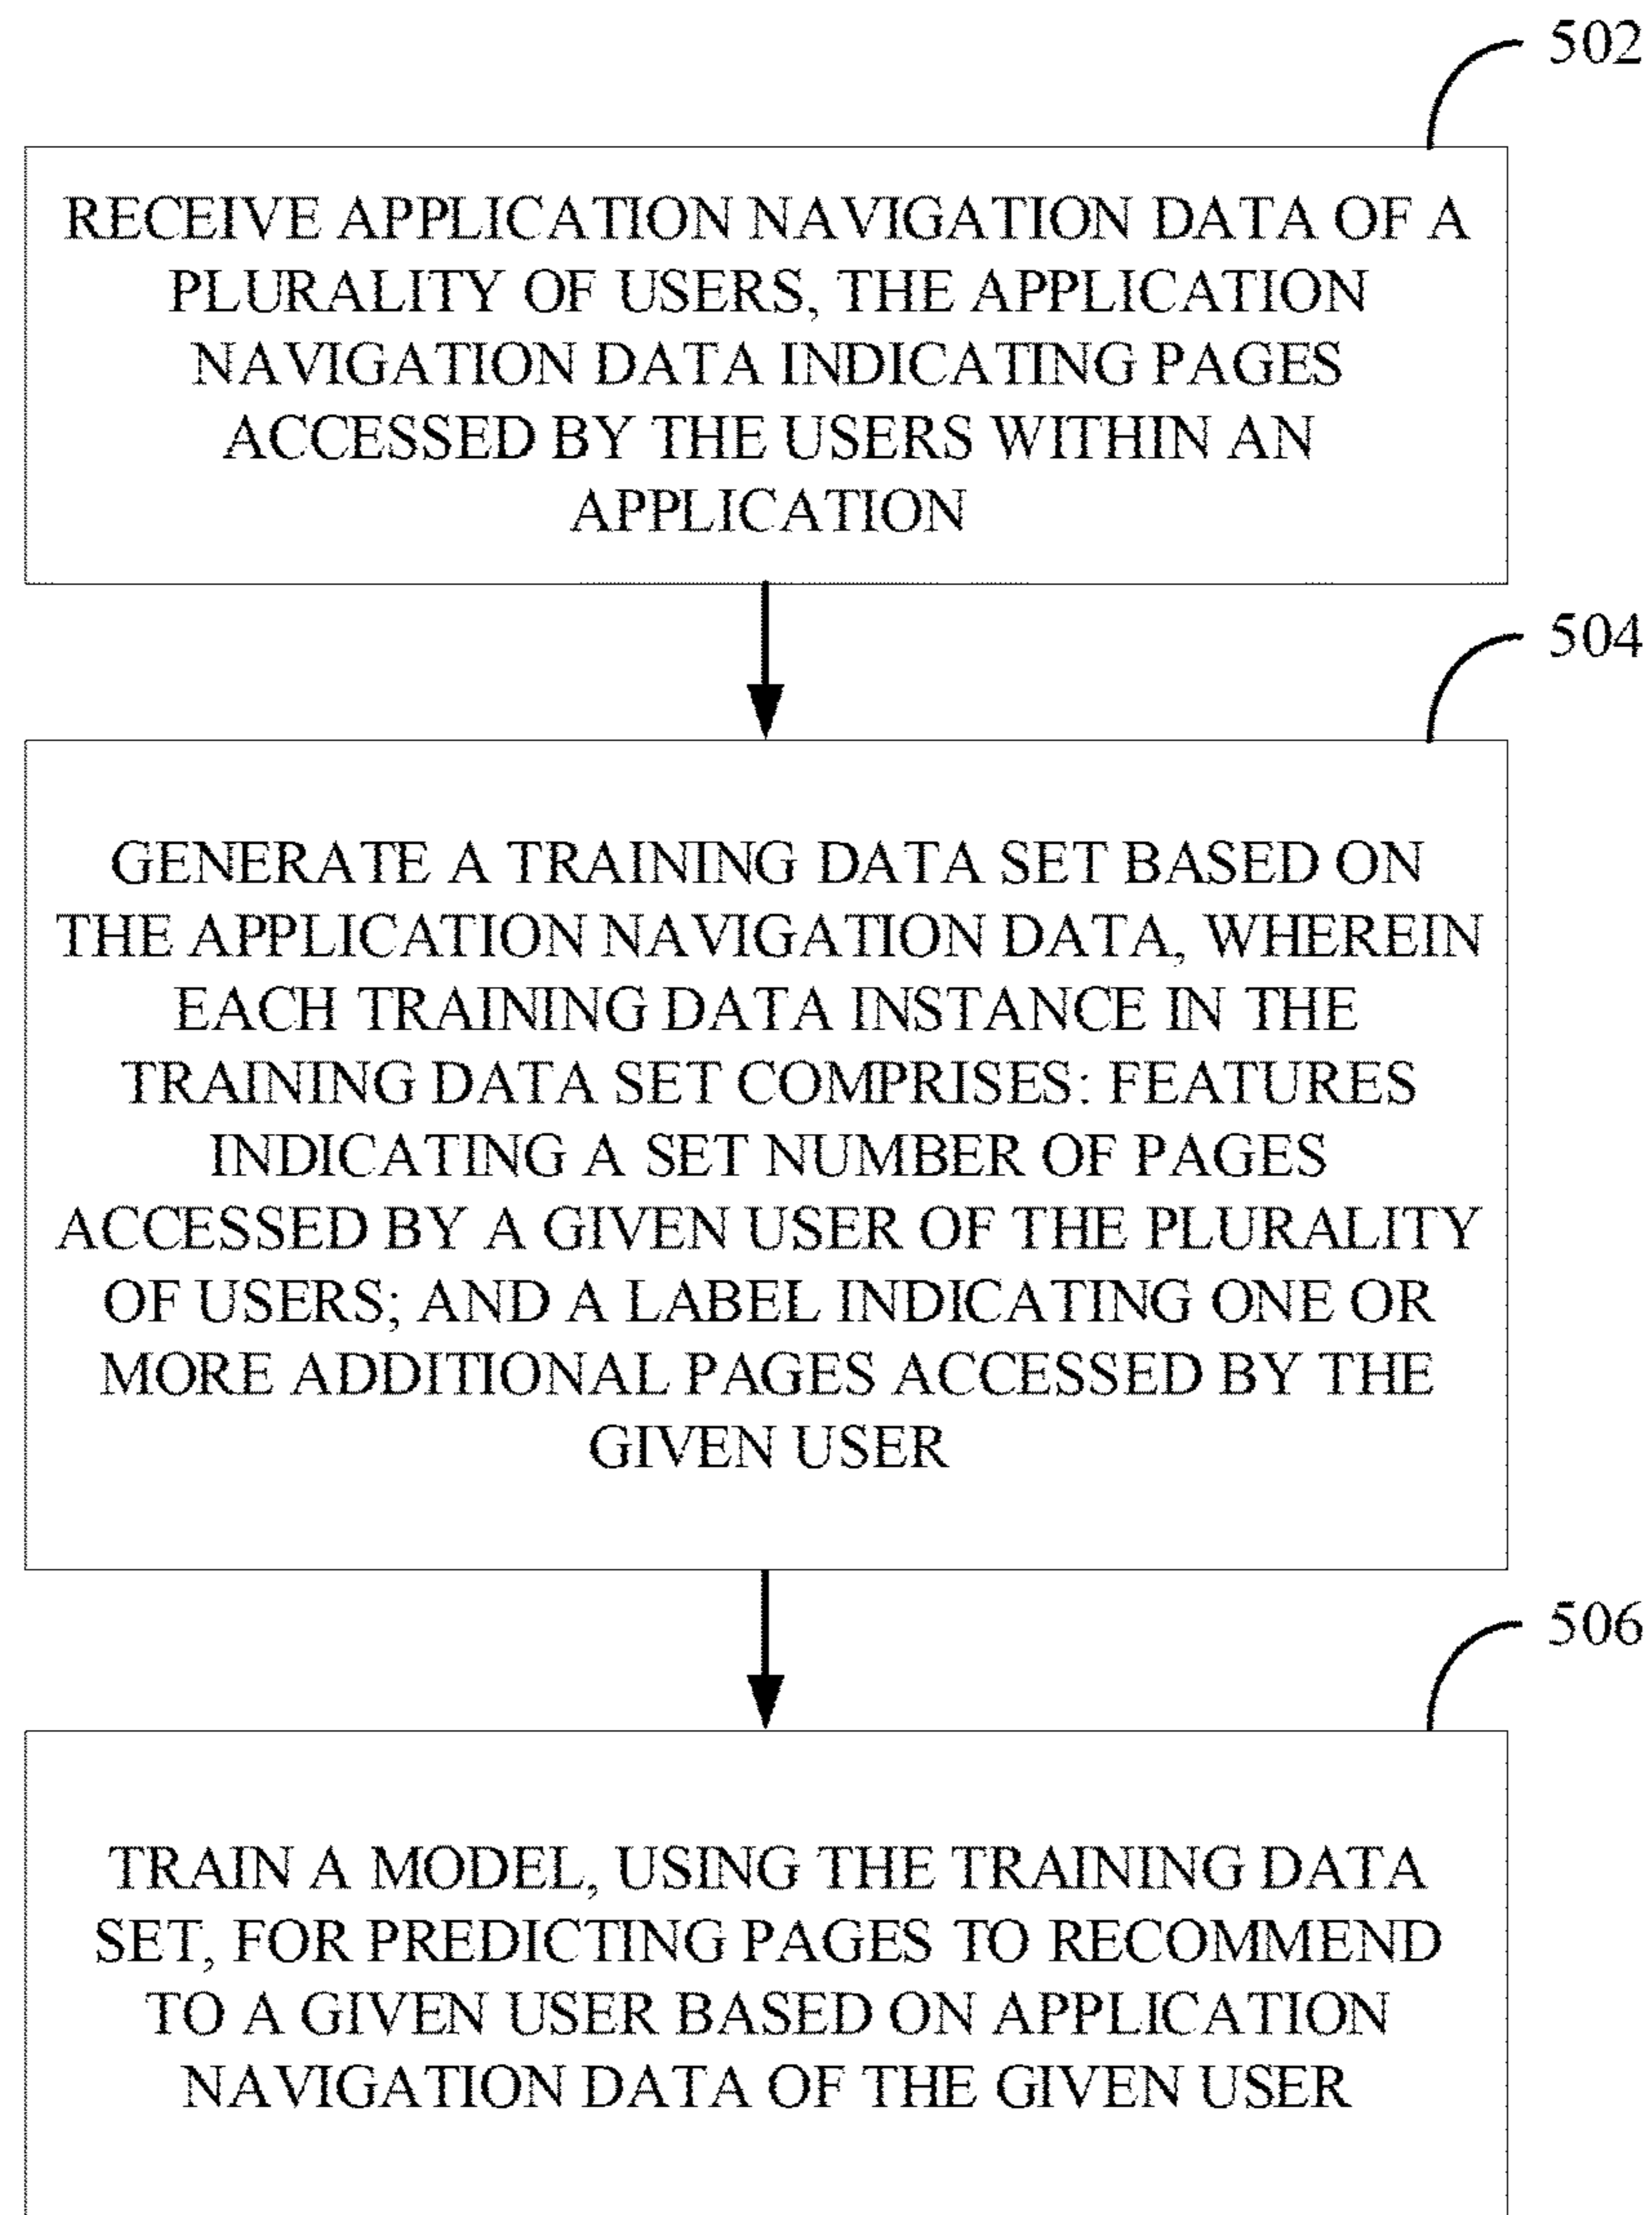 502
RECEIVE APPLICATION NAVIGATION DATA OF A
PLURALITY OF USERS, THE APPLICATION
NAVIGATION DATA INDICATING PAGES
ACCESSED BY THE USERS WITHIN AN
APPLICATION
504
GENERATE A TRAINING DATA SET BASED ON
THE APPLICATION NAVIGATION DATA, WHEREIN
EACH TRAINING DATA INSTANCE IN THE
TRAINING DATA SET COMPRISES: FEATURES
INDICATING A SET NUMBER OF PAGES
ACCESSED BY A GIVEN USER OF THE PLURALITY
OF USERS; AND A LABEL INDICATING ONE OR
MORE ADDITIONAL PAGES ACCESSED BY THE
GIVEN USER
506
TRAIN A MODEL, USING THE TRAINING DATA
SET, FOR PREDICTING PAGES TO RECOMMEND
TO A GIVEN USER BASED ON APPLICATION
NAVIGATION DATA OF THE GIVEN USER